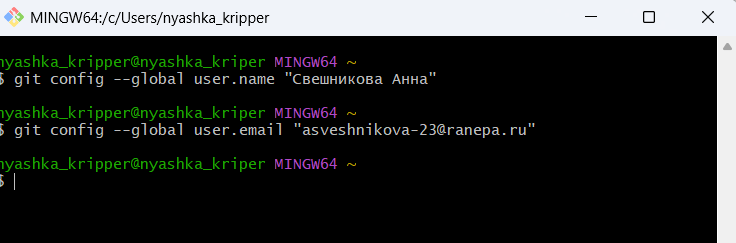 MINGW64:/c/Users/nyashka_kripper
nyashka_kripper@nyashka_kriper MINGW64 ~
$ git config --global user.name "Свешникова Анна"
nyashka_kripper@nyashka_kriper MINGW64 ~
$ git config --global user.email "asveshnikova-23@ranepa.ru"
nyashka_kripper@nyashka_kriper MINGW64 ~
$